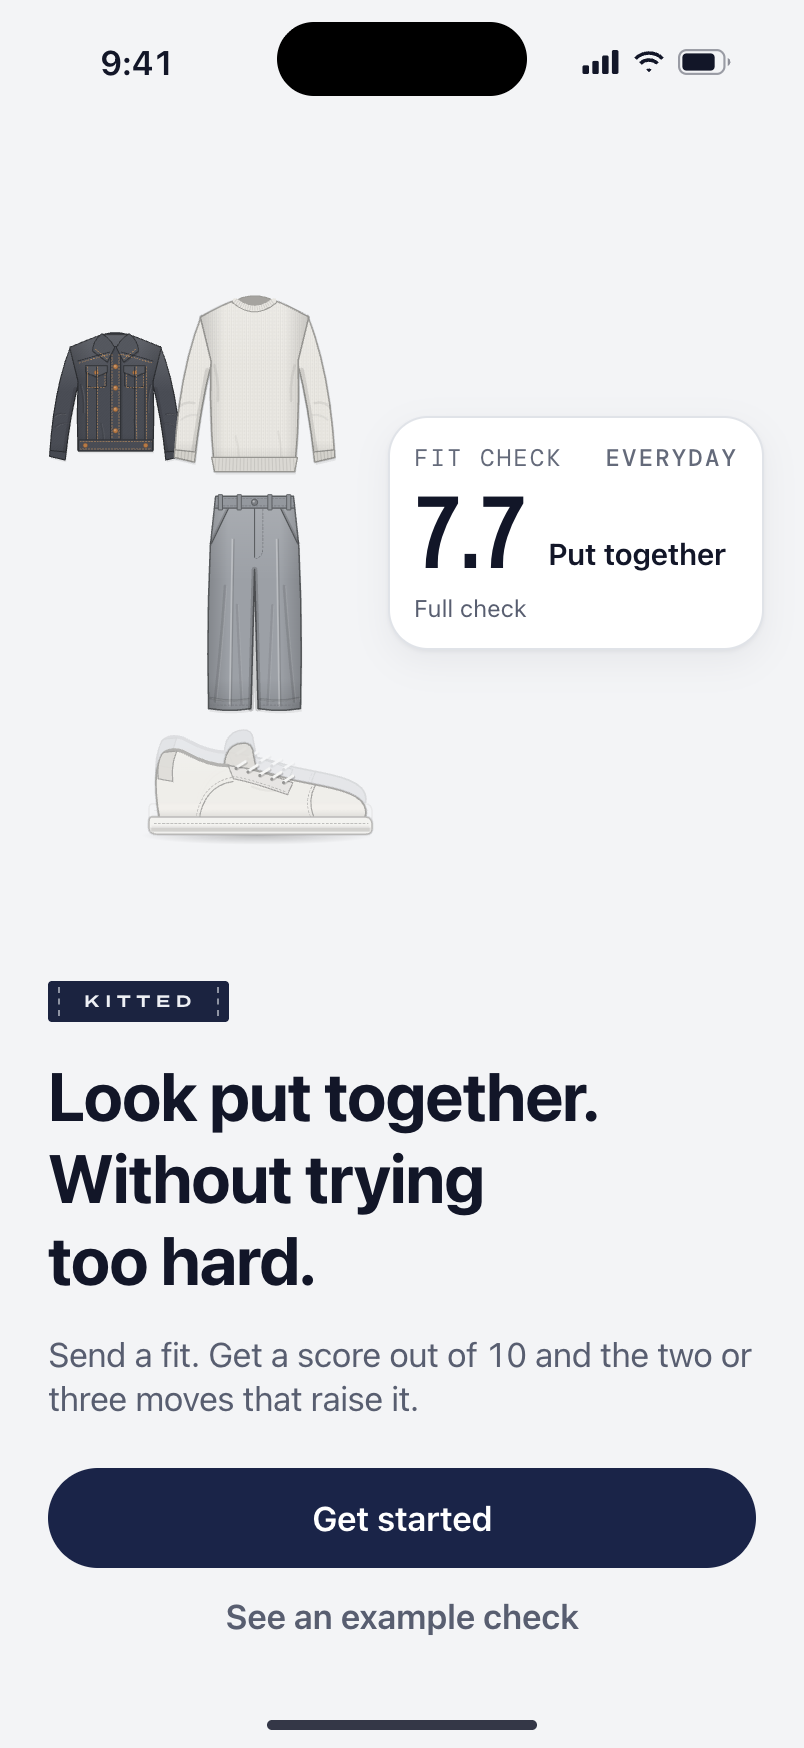 9:41
FIT CHECK EVERYDAY
7.7 Put together
Full check
KITTED
Look put together.
Without trying
too hard.
Send a fit. Get a score out of 10 and the two or
three moves that raise it.
Get started
See an example check